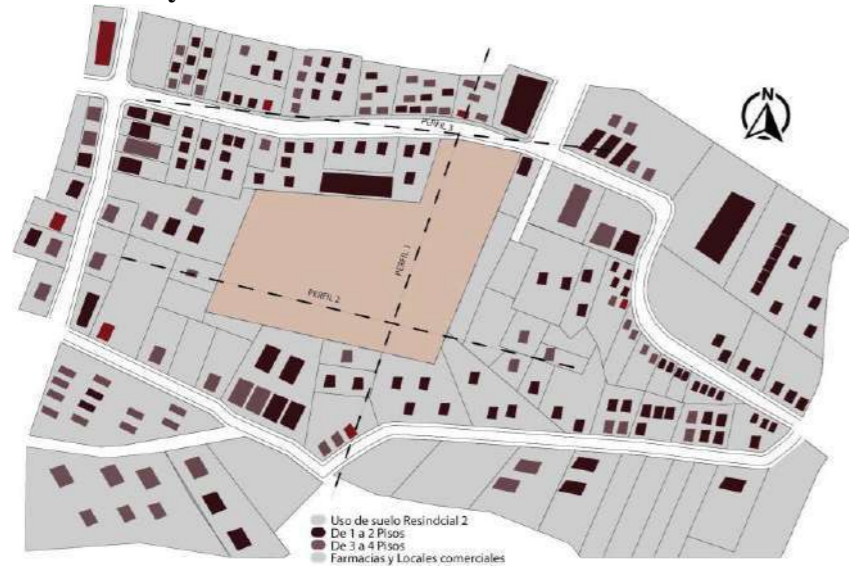 N
PERFIL 3
PERFIL 1
PERFIL 2
Uso de suelo Resindcial 2
De 1 a 2 Pisos
De 3 a 4 Pisos
Farmacias y Locales comerciales